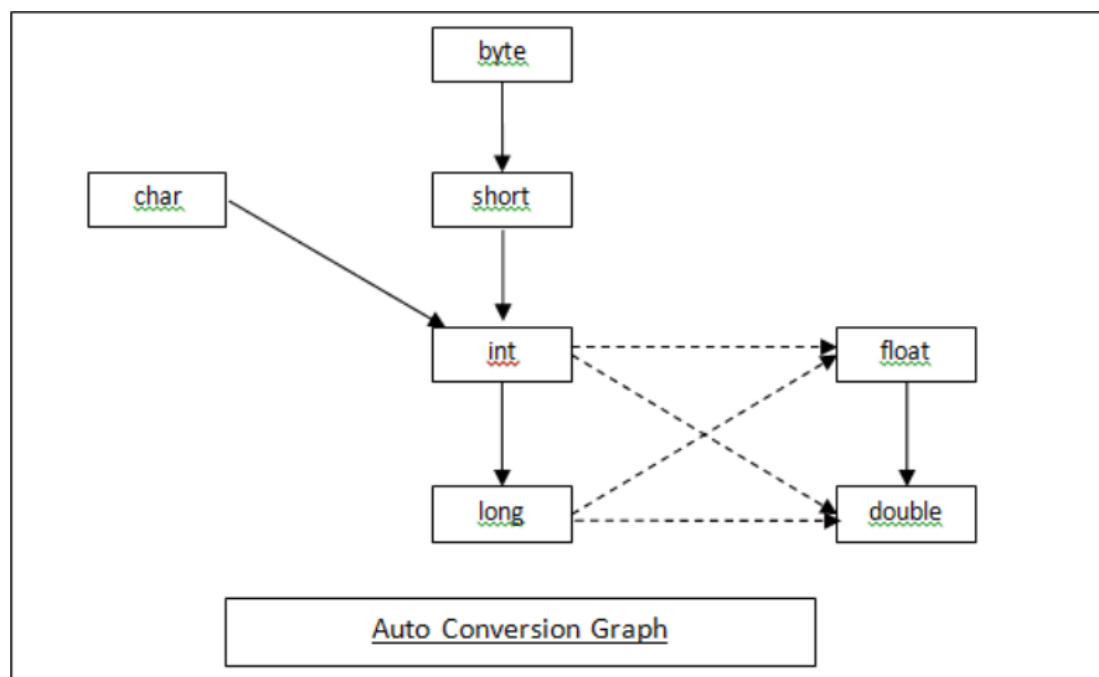 byte
char
short
int
float
long
double
Auto Conversion Graph